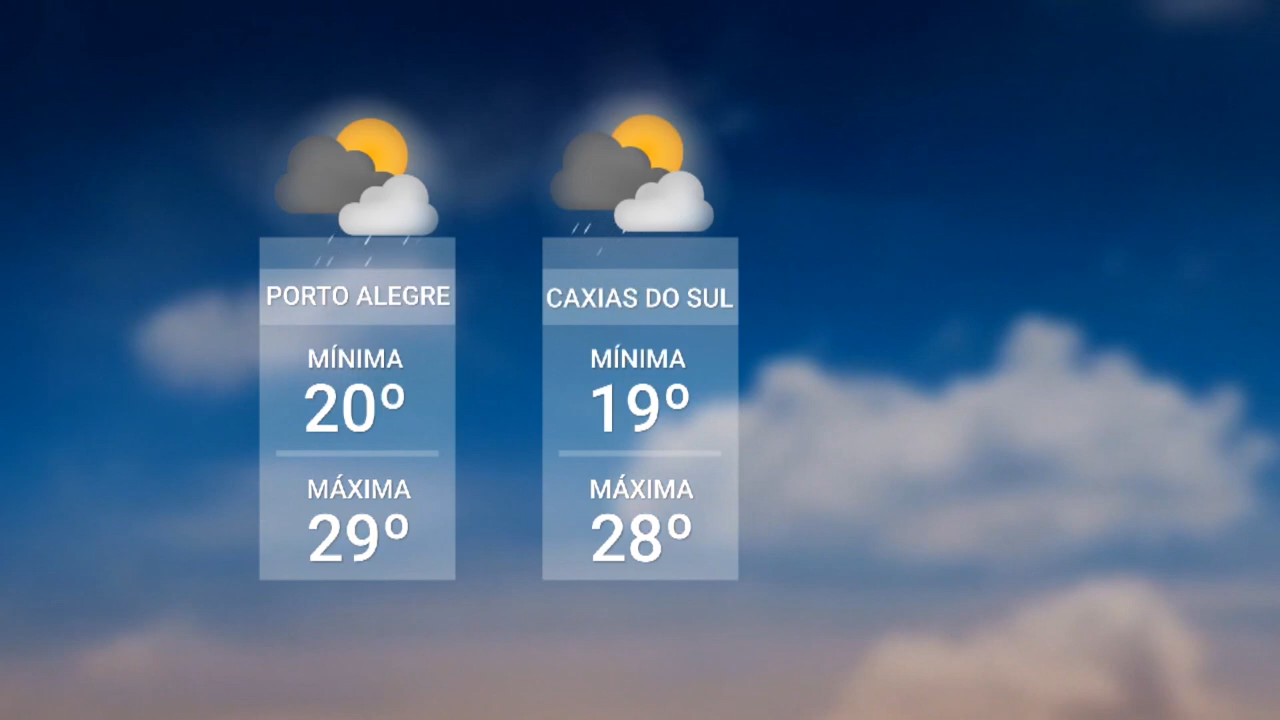 PORTO ALEGRE
MÍNIMA
20º
MÁXIMA
29º
CAXIAS DO SUL
MÍNIMA
19º
MÁXIMA
28º